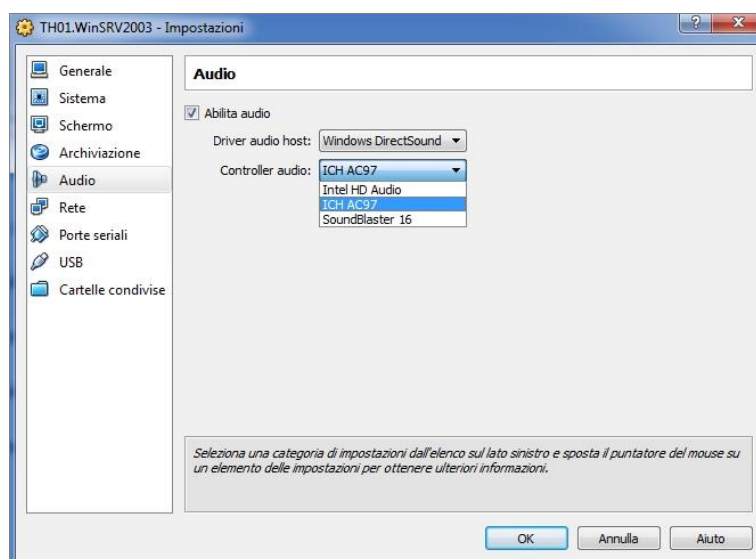 TH01.WinSRV2003 - Impostazioni
?
Generale
Sistema
Schermo
Archiviazione
Audio
Rete
Porte seriali
USB
Cartelle condivise
Audio
Abilita audio
Driver audio host: Windows DirectSound
Controller audio: ICH AC97
Intel HD Audio
ICH AC97
SoundBlaster 16
Seleziona una categoria di impostazioni dall'elenco sul lato sinistro e sposta il puntatore del mouse su
un elemento delle impostazioni per ottenere ulteriori informazioni.
OK Annulla Aiuto